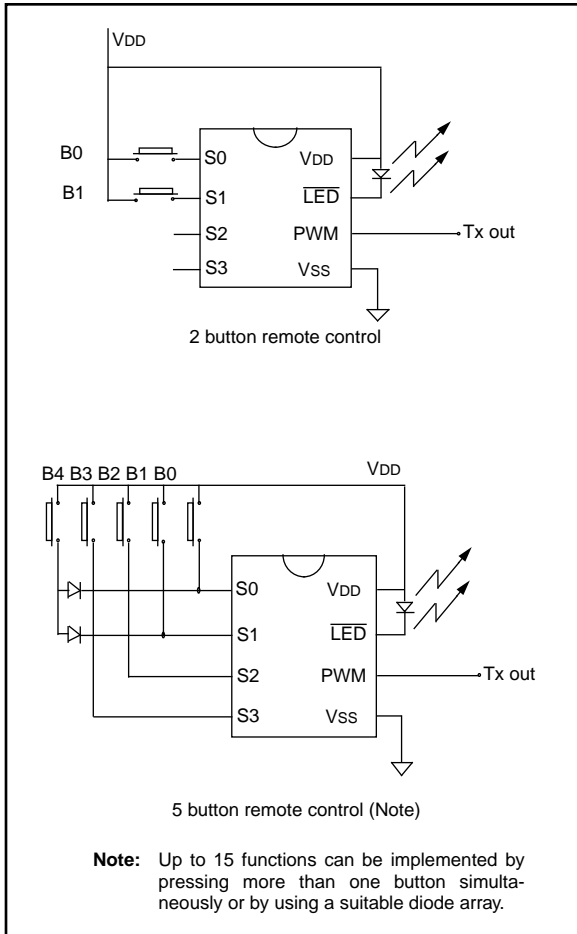 VDD
B0
S0
VDD
B1
S1
LED
S2
PWM
Tx out
S3
VSS
2 button remote control
B4 B3 B2 B1 B0
VDD
S0
VDD
S1
LED
S2
PWM
Tx out
S3
VSS
5 button remote control (Note)
Note: Up to 15 functions can be implemented by
pressing more than one button simulta-
neously or by using a suitable diode array.